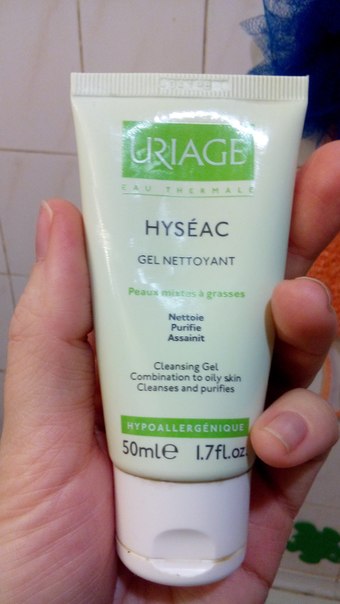 URIAGE
EAU THERMALE
HYSÉAC
GEL NETTOYANT
Peaux mixtes à grasses
Nettoie
Purifie
Assainit
Cleansing Gel
Combination to oily skin
Cleanses and purifies
HYPOALLERGÉNIQUE
50ml℮ 1.7fl.oz.